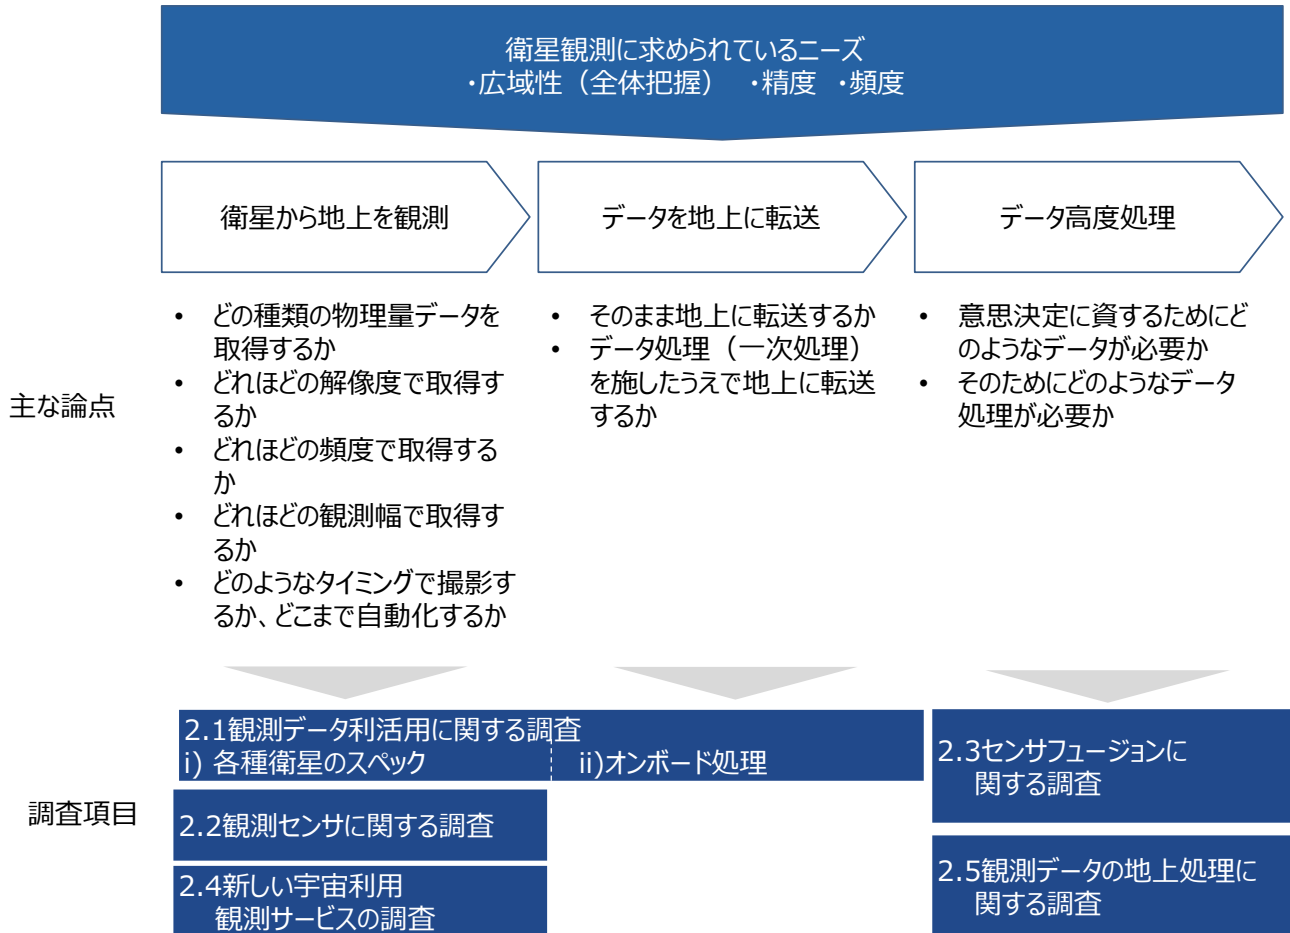 衛星観測に求められているニーズ
・広域性（全体把握） ・精度 ・頻度
衛星から地上を観測
データを地上に転送
データ高度処理
主な論点
• どの種類の物理量データを
取得するか
• どれほどの解像度で取得す
るか
• どれほどの頻度で取得する
か
• どれほどの観測幅で取得す
るか
• どのようなタイミングで撮影す
るか、どこまで自動化するか
• そのまま地上に転送するか
• データ処理（一次処理）
を施したうえで地上に転送
するか
• 意思決定に資するためにど
のようなデータが必要か
• そのためにどのようなデータ
処理が必要か
調査項目
2.1観測データ利活用に関する調査
i) 各種衛星のスペック
ii)オンボード処理
2.2観測センサに関する調査
2.4新しい宇宙利用
観測サービスの調査
2.3センサフュージョンに
関する調査
2.5観測データの地上処理に
関する調査